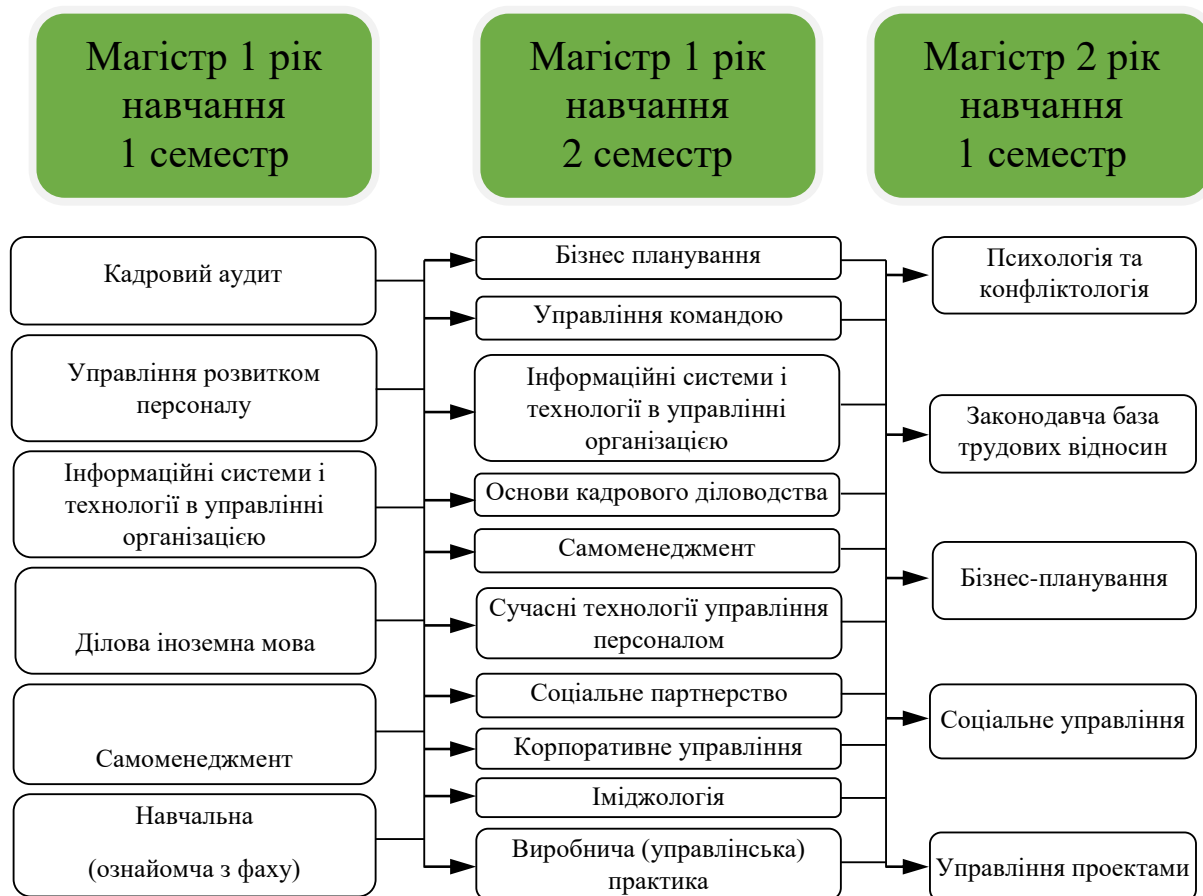 Магістр 1 рік
навчання
1 семестр
Магістр 1 рік
навчання
2 семестр
Магістр 2 рік
навчання
1 семестр
Кадровий аудит
Управління розвитком
персоналу
Інформаційні системи і
технології в управлінні
організацією
Ділова іноземна мова
Самоменеджмент
Навчальна
(ознайомча з фаху)
Бізнес планування
Управління командою
Інформаційні системи і
технології в управлінні
організацією
Основи кадрового діловодства
Самоменеджмент
Сучасні технології управління
персоналом
Соціальне партнерство
Корпоративне управління
Іміджологія
Виробнича (управлінська)
практика
Психологія та
конфліктологія
Законодавча база
трудових відносин
Бізнес-планування
Соціальне управління
Управління проектами